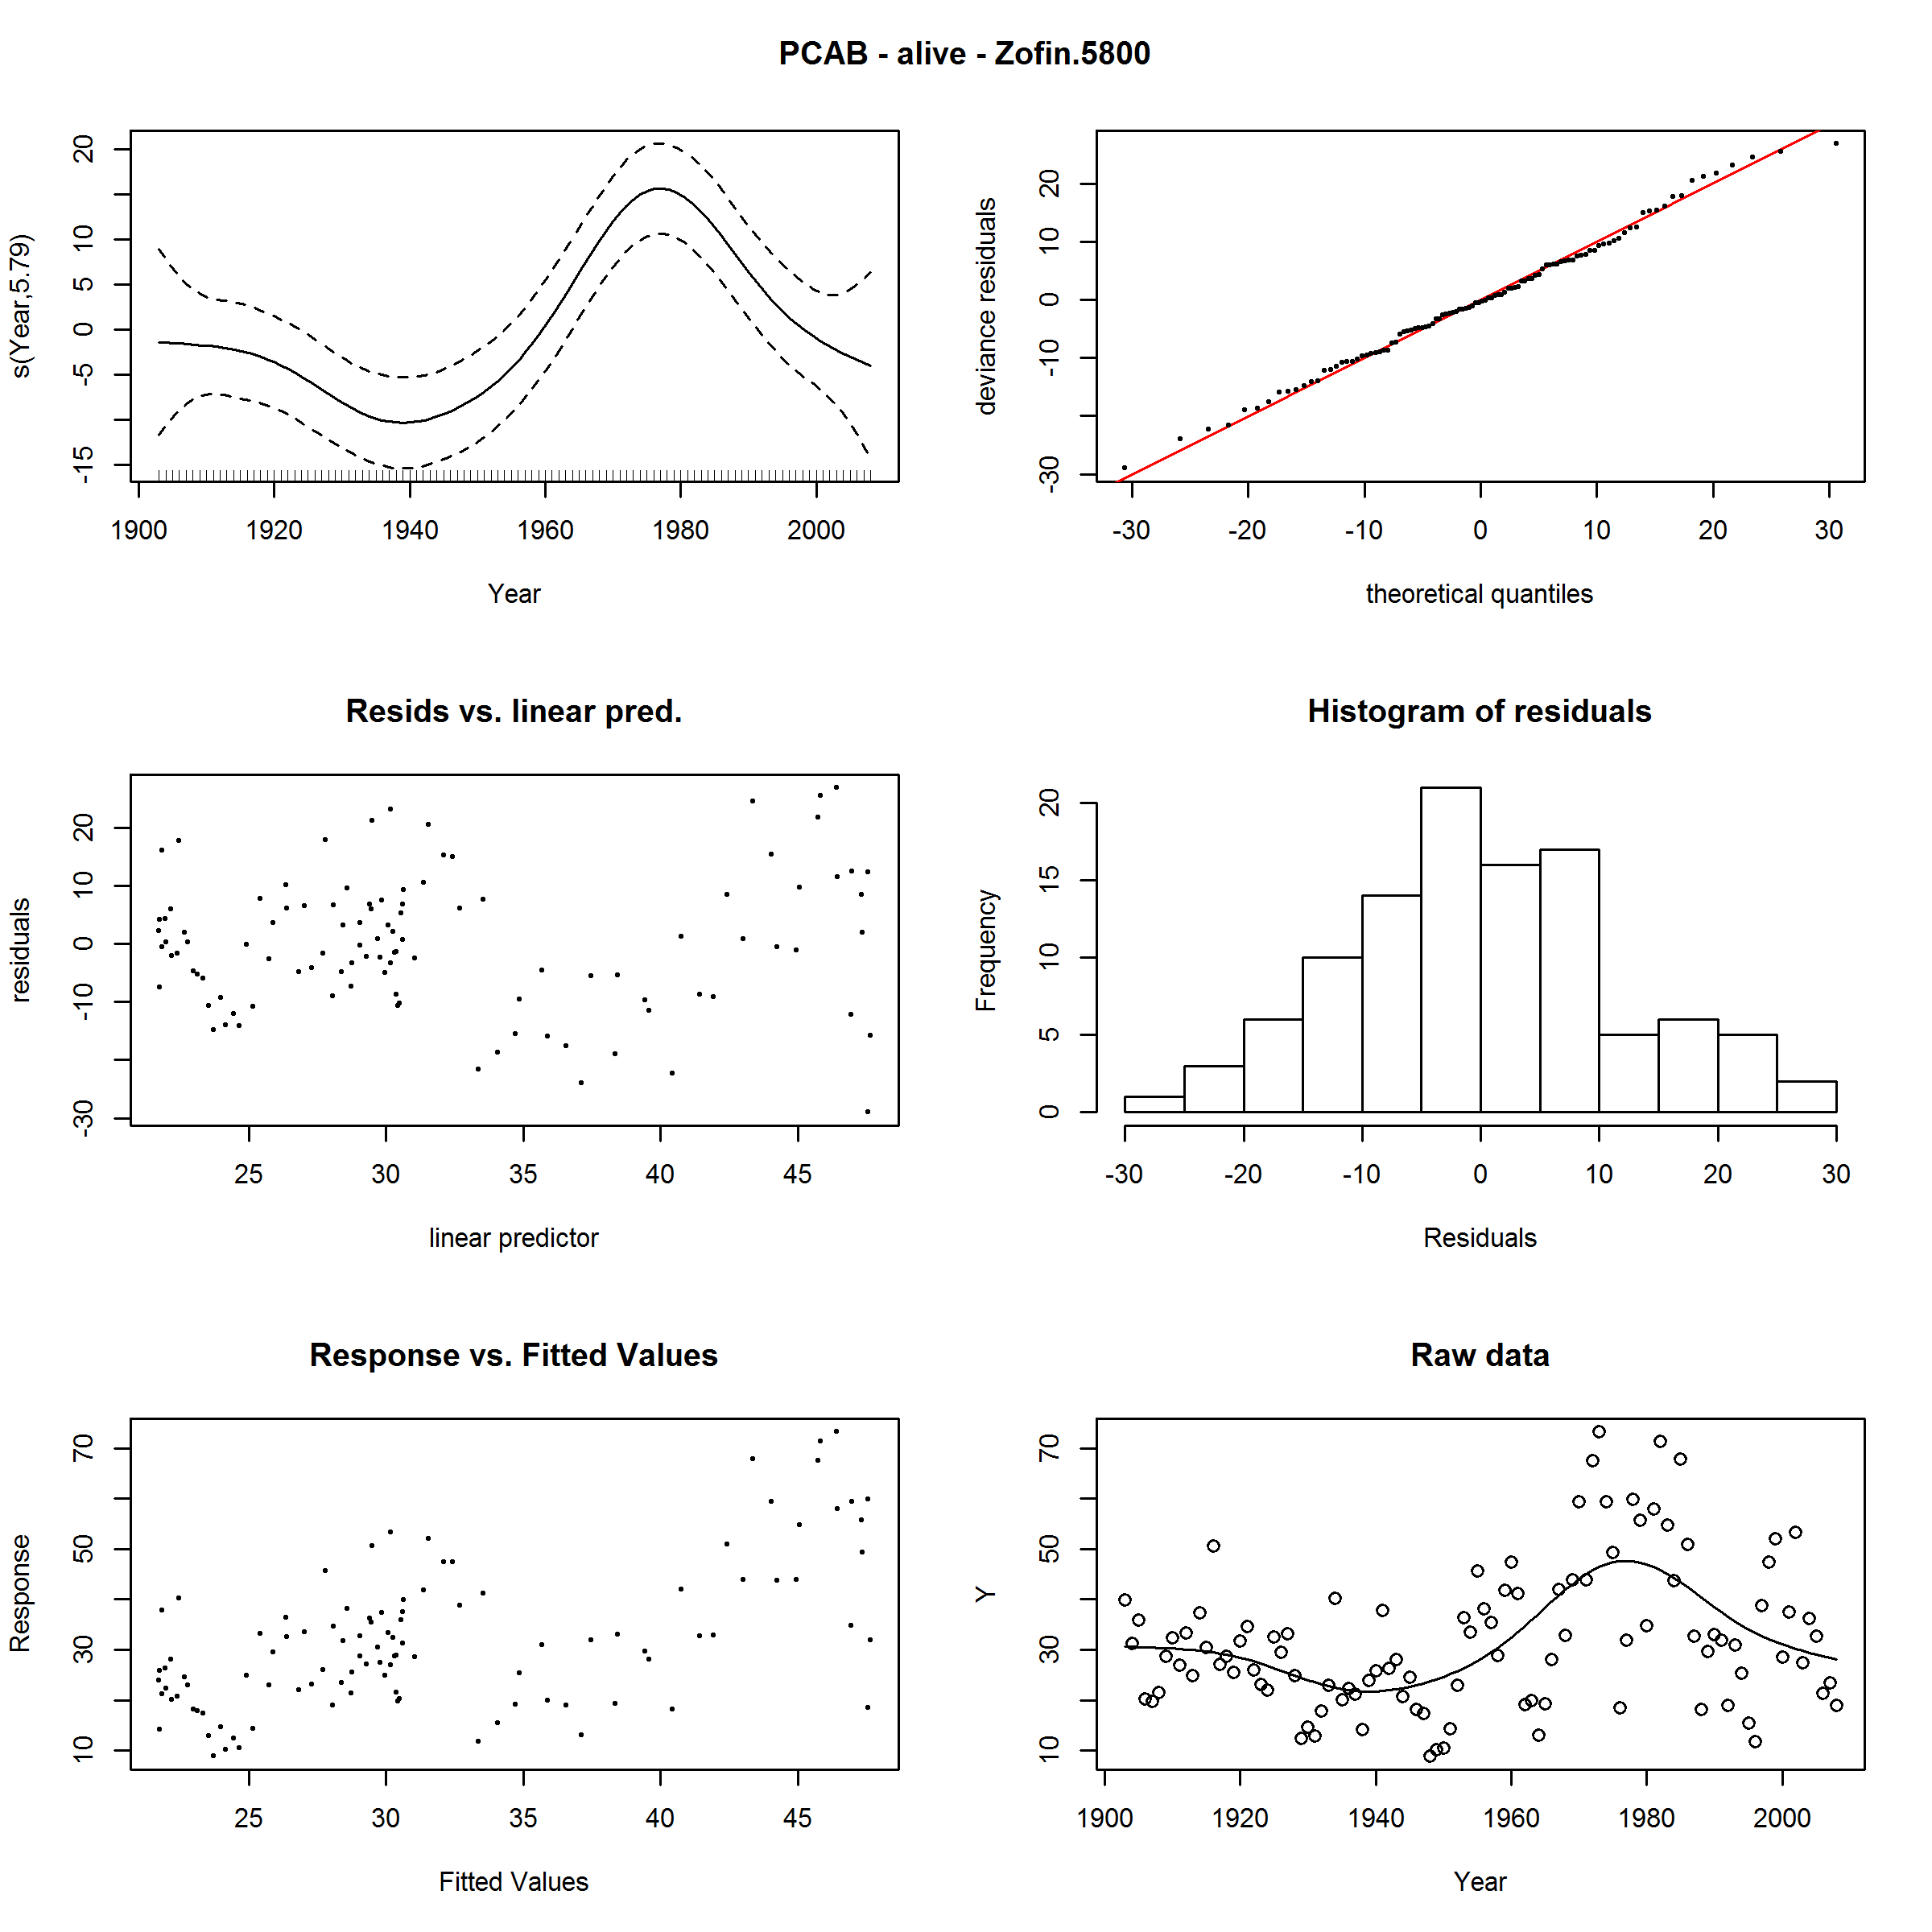 PCAB - alive - Zofin.5800
s(Year,5.79)
20
10
5
0
-5
-15
1900 1920 1940 1960 1980 2000
Year
deviance residuals
20
10
0
-10
-30
-30 -20 -10 0 10 20 30
theoretical quantiles
Resids vs. linear pred.
residuals
20
10
0
-10
-30
25 30 35 40 45
linear predictor
Histogram of residuals
Frequency
20
15
10
5
0
-30 -20 -10 0 10 20 30
Residuals
Response vs. Fitted Values
Response
70
50
30
10
25 30 35 40 45
Fitted Values
Raw data
Y
70
50
30
10
1900 1920 1940 1960 1980 2000
Year